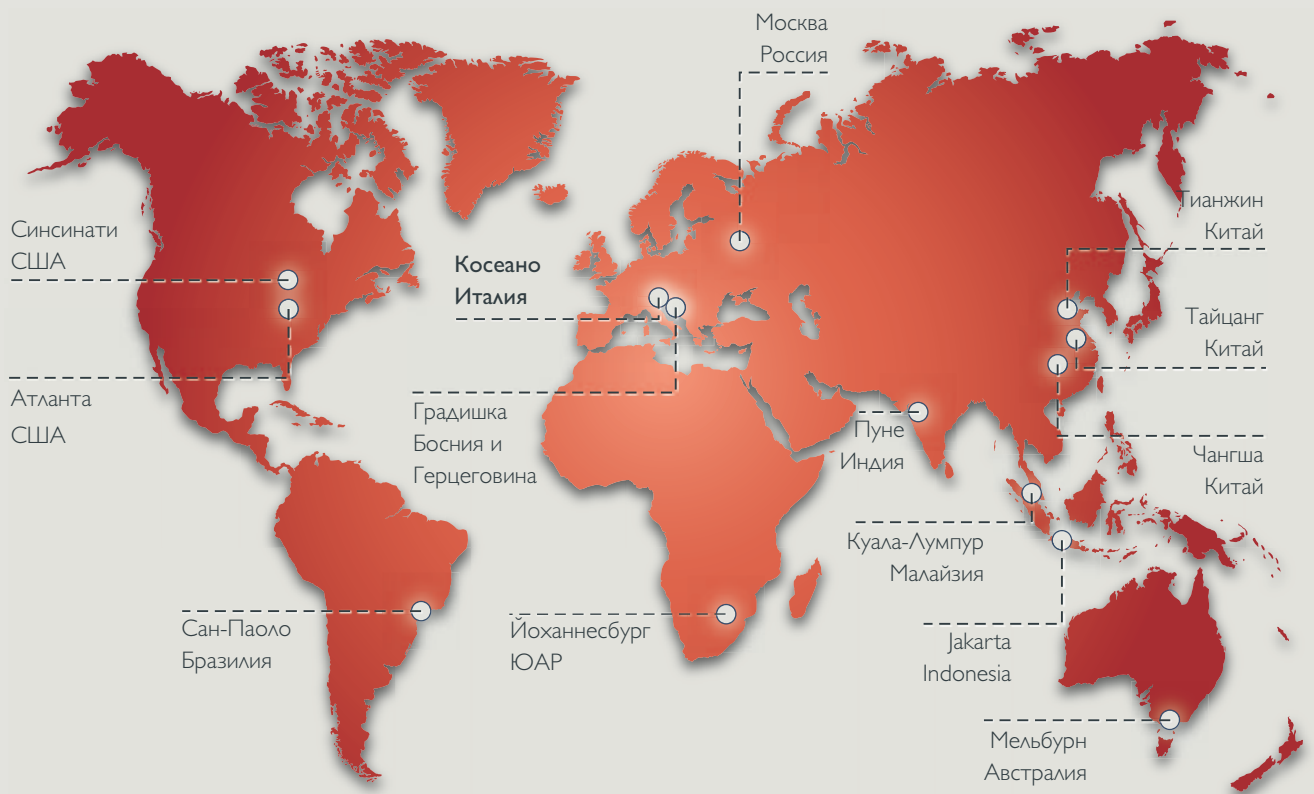 Москва
Россия
Тианжин
Китай
Синсинати
США
Косеано
Италия
Тайцанг
Китай
Атланта
США
Градишка
Босния и
Герцеговина
Пуне
Индия
Чангша
Китай
Куала-Лумпур
Малайзия
Сан-Паоло
Бразилия
Йоханнесбург
ЮАР
Jakarta
Indonesia
Мельбурн
Австралия